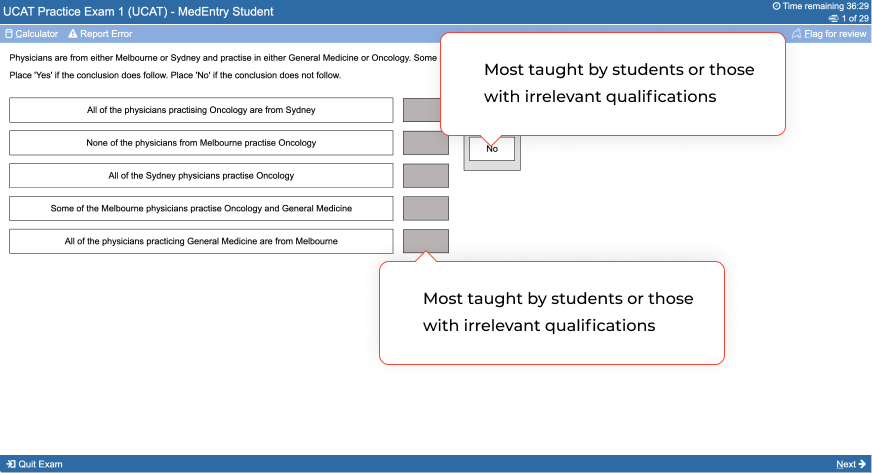 UCAT Practice Exam 1 (UCAT) - MedEntry Student
Time remaining 36:29
1 of 29
Calculator
Report Error
Flag for review
Physicians are from either Melbourne or Sydney and practise in either General Medicine or Oncology. Some
Place 'Yes' if the conclusion does follow. Place 'No' if the conclusion does not follow.
Most taught by students or those
with irrelevant qualifications
All of the physicians practising Oncology are from Sydney
None of the physicians from Melbourne practise Oncology
No
All of the Sydney physicians practise Oncology
Some of the Melbourne physicians practise Oncology and General Medicine
All of the physicians practicing General Medicine are from Melbourne
Most taught by students or those
with irrelevant qualifications
Quit Exam
Next